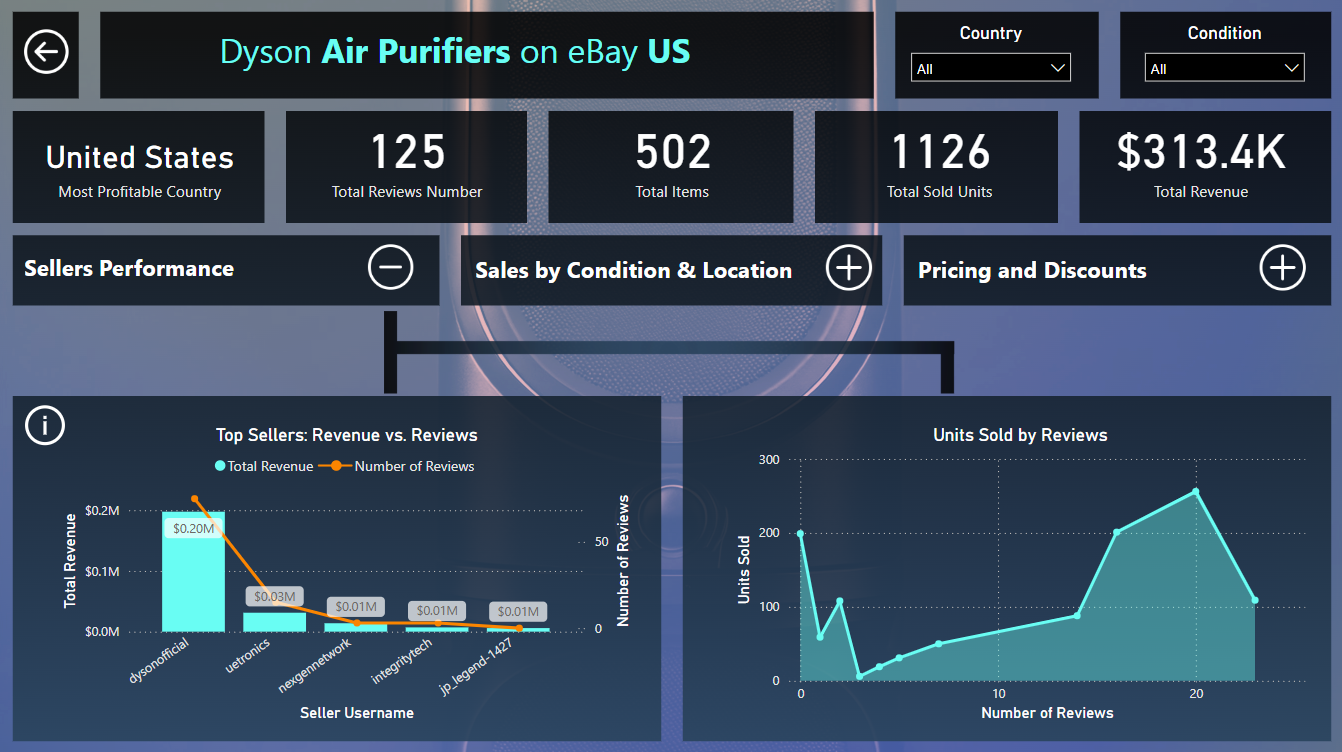 Dyson Air Purifiers on eBay US
Country
All
Condition
All
United States
Most Profitable Country
125
Total Reviews Number
502
Total Items
1126
Total Sold Units
$313.4K
Total Revenue
Sellers Performance
Sales by Condition & Location
Pricing and Discounts
i
Top Sellers: Revenue vs. Reviews
Total Revenue
Number of Reviews
Total Revenue
$0.2M
$0.1M
$0.0M
$0.20M
$0.03M
$0.01M
$0.01M
$0.01M
50
0
Number of Reviews
dysonofficial
uetronics
nexgennetwork
integritytech
jp_legend-1427
Seller Username
Units Sold by Reviews
Units Sold
300
200
100
0
0
10
20
Number of Reviews